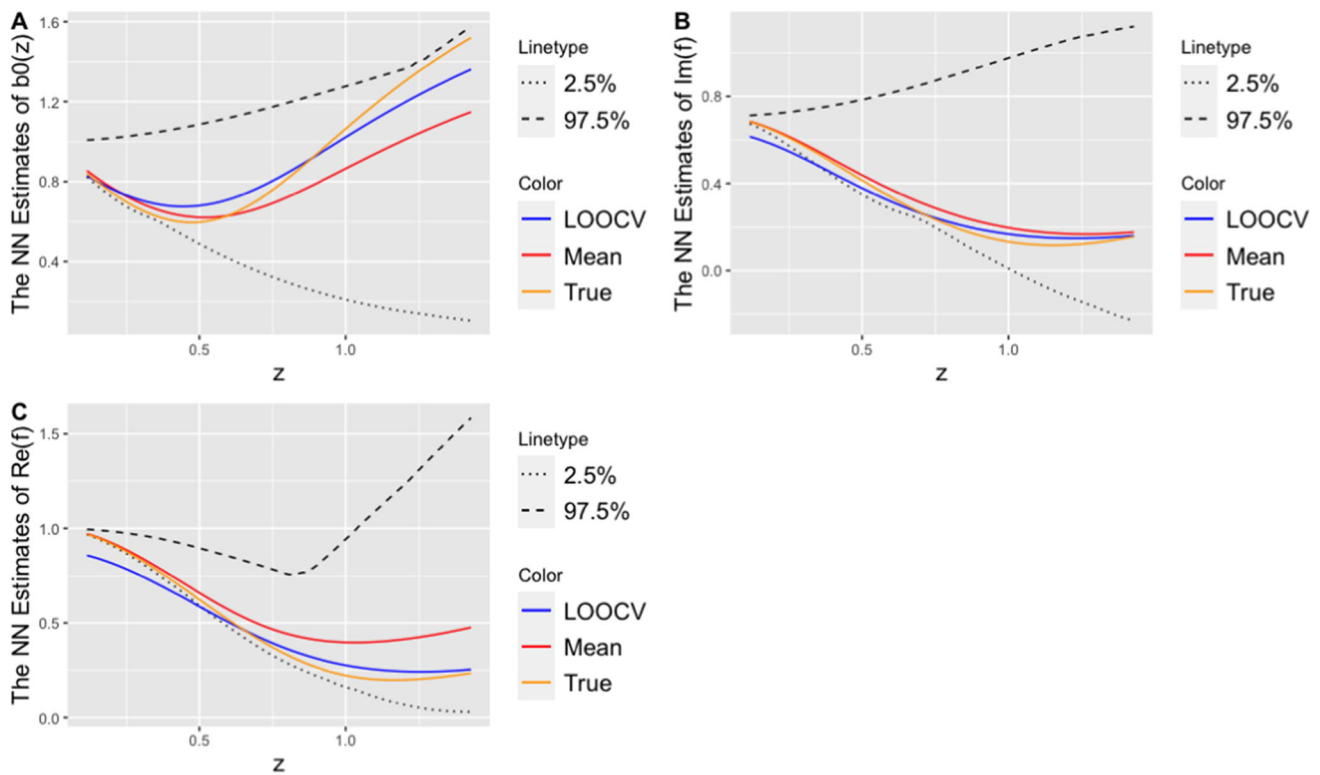 A
The NN Estimates of b0(z)
1.6
1.2
0.8
0.4
0.5
1.0
z
Linetype
2.5%
97.5%
Color
LOOCV
Mean
True
B
The NN Estimates of Im(f)
0.8
0.4
0.0
0.5
1.0
z
Linetype
2.5%
97.5%
Color
LOOCV
Mean
True
C
The NN Estimates of Re(f)
1.5
1.0
0.5
0.0
0.5
1.0
z
Linetype
2.5%
97.5%
Color
LOOCV
Mean
True